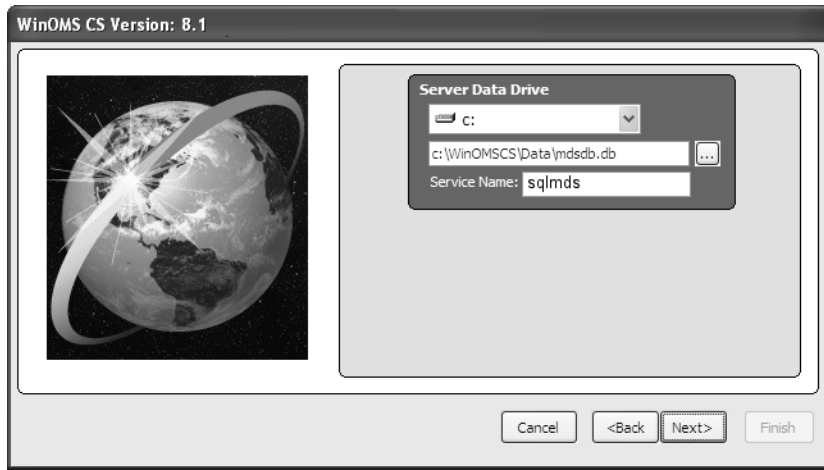 WinOMS CS Version: 8.1
Server Data Drive
c:
c:\WinOMSCS\Data\mdsdb.db
...
Service Name: sqlmds
Cancel <Back Next> Finish